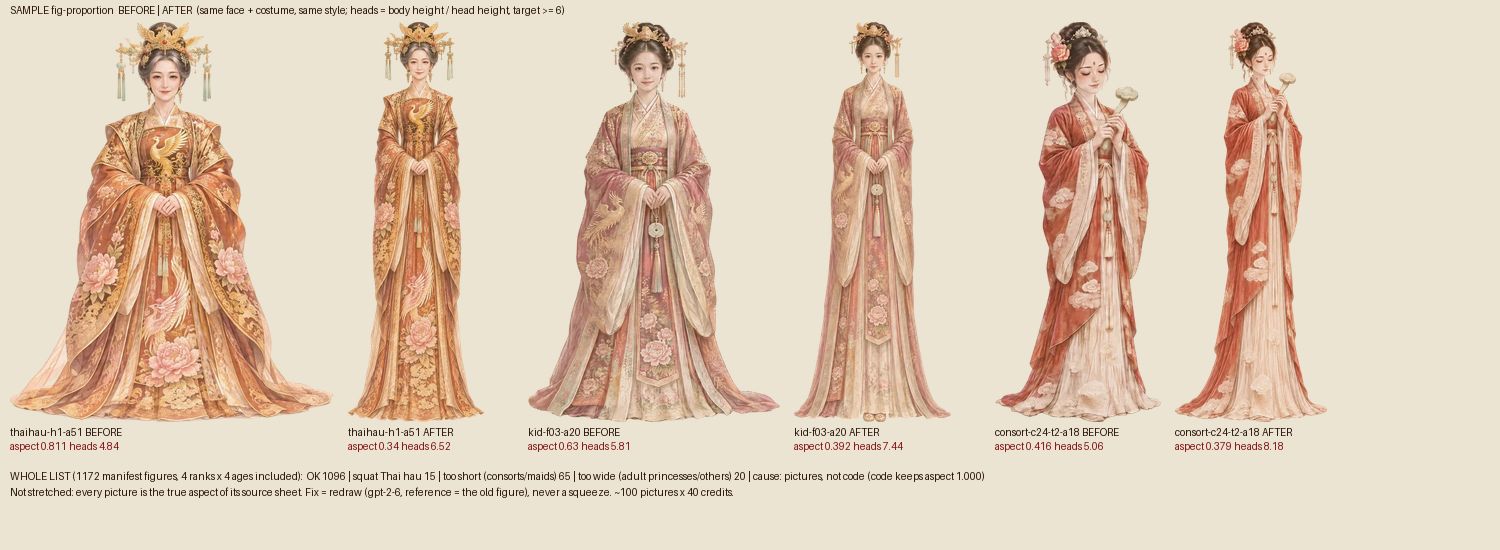 SAMPLE fig-proportion BEFORE | AFTER (same face + costume, same style; heads = body height / head height, target >= 6)
thaihau-h1-a51 BEFORE
aspect 0.811 heads 4.84
thaihau-h1-a51 AFTER
aspect 0.34 heads 6.52
kid-f03-a20 BEFORE
aspect 0.63 heads 5.81
kid-f03-a20 AFTER
aspect 0.392 heads 7.44
consort-c24-t2-a18 BEFORE
aspect 0.416 heads 5.06
consort-c24-t2-a18 AFTER
aspect 0.379 heads 8.18
WHOLE LIST (1172 manifest figures, 4 ranks x 4 ages included): OK 1096 | squat Thai hau 15 | too short (consorts/maids) 65 | too wide (adult princesses/others) 20 | cause: pictures, not code (code keeps aspect 1.000)
Not stretched: every picture is the true aspect of its source sheet. Fix = redraw (gpt-2-6, reference = the old figure), never a squeeze. ~100 pictures x 40 credits.